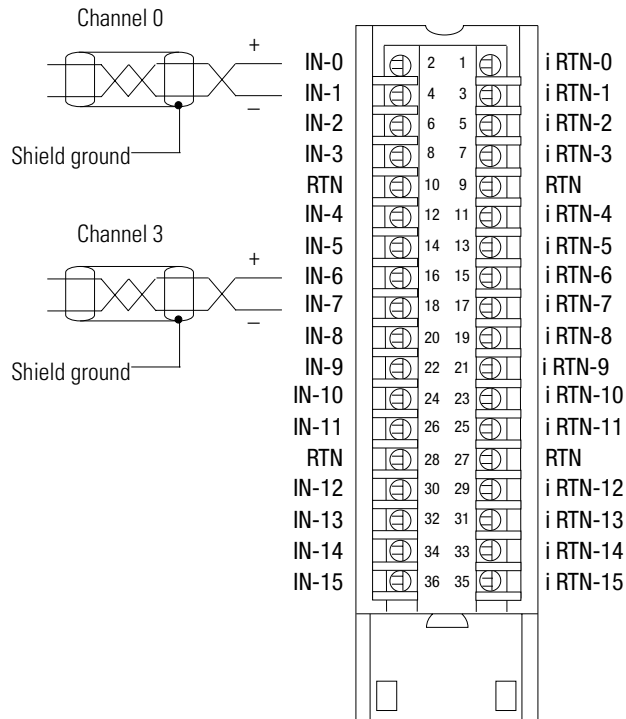 Channel 0
+
–
Shield ground
Channel 3
+
–
Shield ground
IN-0 2 1 i RTN-0
IN-1 4 3 i RTN-1
IN-2 6 5 i RTN-2
IN-3 8 7 i RTN-3
RTN 10 9 RTN
IN-4 12 11 i RTN-4
IN-5 14 13 i RTN-5
IN-6 16 15 i RTN-6
IN-7 18 17 i RTN-7
IN-8 20 19 i RTN-8
IN-9 22 21 i RTN-9
IN-10 24 23 i RTN-10
IN-11 26 25 i RTN-11
RTN 28 27 RTN
IN-12 30 29 i RTN-12
IN-13 32 31 i RTN-13
IN-14 34 33 i RTN-14
IN-15 36 35 i RTN-15